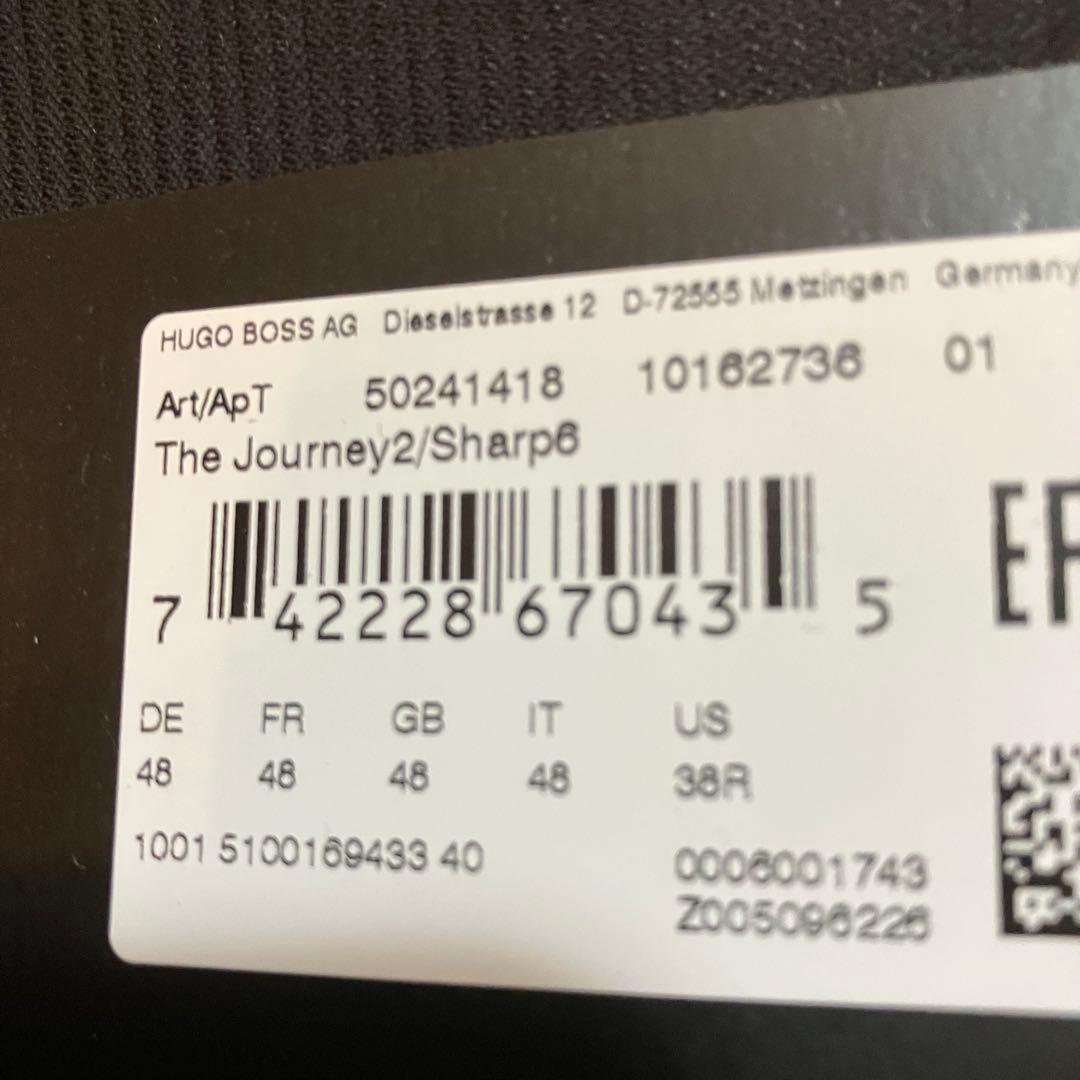 HUGO BOSS AG Dieselstrasse 12 D-72555 Metzingen Germany
Art/ApT 50241418 10162736 01
The Journey2/Sharp6
7 42228 67043 5
DE FR GB IT US
48 48 48 48 38R
1001 5100169433 40
0006001743
Z005096226